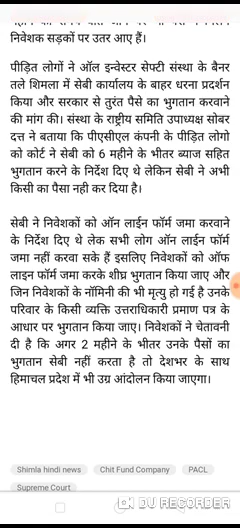 निवेशक सड़कों पर उतर आए हैं।
पीड़ित लोगों ने ऑल इन्वेस्टर सेफ्टी संस्था के बैनर
तले शिमला में सेबी कार्यालय के बाहर धरना प्रदर्शन
किया और सरकार से तुरंत पैसे का भुगतान करवाने
की मांग की। संस्था के राष्ट्रीय समिति उपाध्यक्ष सोबर
दत्त ने बताया कि पीएसीएल कंपनी के पीड़ित लोगो
को कोर्ट ने सेबी को 6 महीने के भीतर ब्याज सहित
भुगतान करने के निर्देश दिए थे लेकिन सेबी ने अभी
किसी का पैसा नही कर दिया है।
सेबी ने निवेशकों को ऑन लाईन फॉर्म जमा करवाने
के निर्देश दिए थे लेक सभी लोग ऑन लाईन फॉर्म
जमा नहीं करवा सके हैं इसलिए निवेशकों को ऑफ
लाइन फॉर्म जमा करके शीघ्र भुगतान किया जाए और
जिन निवेशकों के नॉमिनी की भी मृत्यु हो गई है उनके
परिवार के किसी व्यक्ति उत्तराधिकारी प्रमाण पत्र के
आधार पर भुगतान किया जाए। निवेशकों ने चेतावनी
दी है कि अगर 2 महीने के भीतर उनके पैसों का
भुगतान सेबी नहीं करता है तो देशभर के साथ
हिमाचल प्रदेश में भी उग्र आंदोलन किया जाएगा।
Shimla hindi news Chit Fund Company PACL
Supreme Court
DU RECORDER